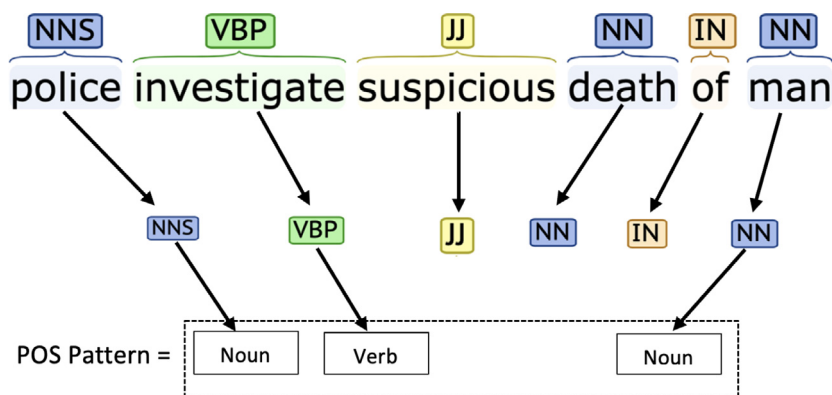 NNS VBP JJ NN IN NN
police investigate suspicious death of man
NNS VBP JJ NN IN NN
POS Pattern = Noun Verb Noun